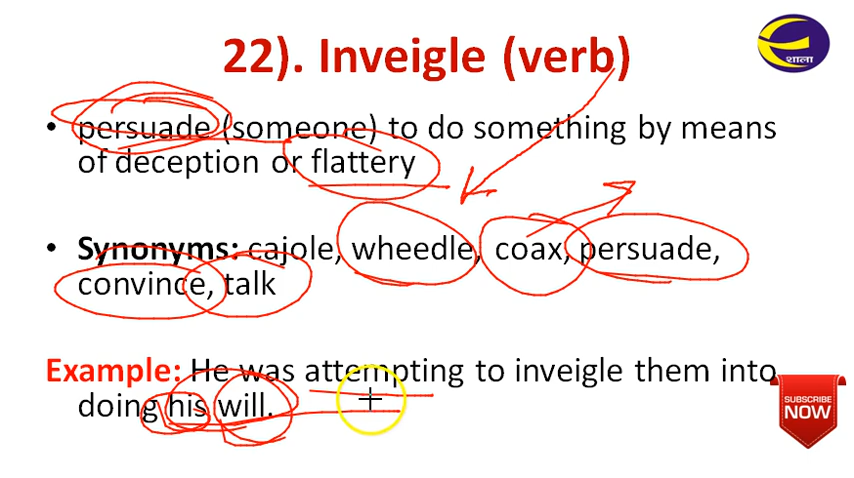 22). Inveigle (verb)
शाला
• persuade (someone) to do something by means
of deception or flattery
• Synonyms: cajole, wheedle, coax, persuade,
convince, talk
Example: He was attempting to inveigle them into
doing his will.
SUBSCRIBE
NOW